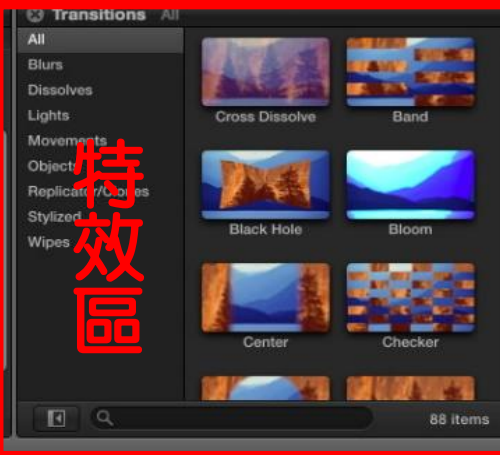 Transitions All
All
Blurs
Dissolves
Lights
Movements
Objects
Replicator/Clones
Stylized
Wipes
特效區
Cross Dissolve
Band
Black Hole
Bloom
Center
Checker
88 items